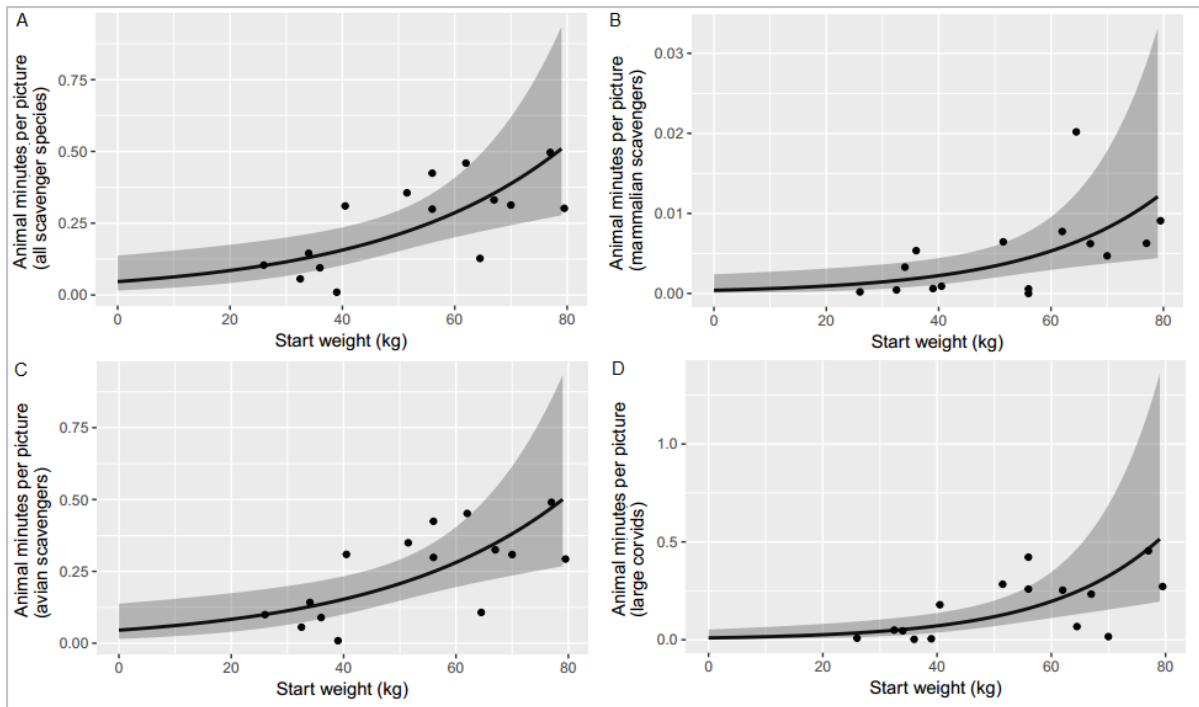 A
Animal minutes per picture
(all scavenger species)
0.75
0.50
0.25
0.00
0 20 40 60 80
Start weight (kg)
B
Animal minutes per picture
(mammalian scavengers)
0.03
0.02
0.01
0.00
0 20 40 60 80
Start weight (kg)
C
Animal minutes per picture
(avian scavengers)
0.75
0.50
0.25
0.00
0 20 40 60 80
Start weight (kg)
D
Animal minutes per picture
(large corvids)
1.0
0.5
0.0
0 20 40 60 80
Start weight (kg)